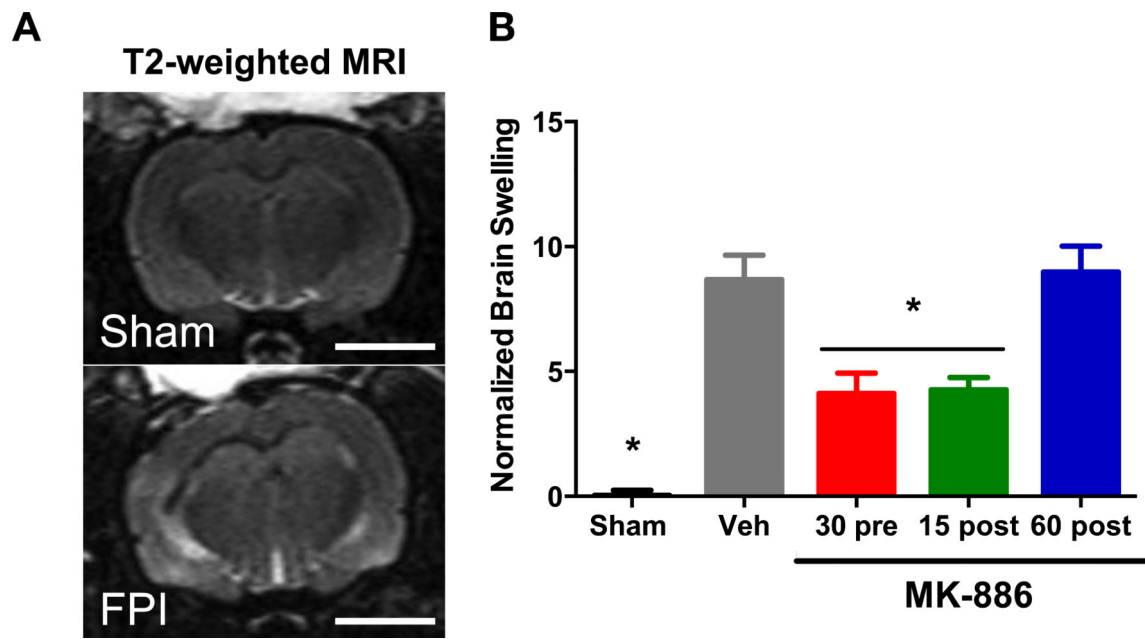 A
T2-weighted MRI
Sham
FPI
B
Normalized Brain Swelling
15
10
5
0
*
*
Sham Veh 30 pre 15 post 60 post
MK-886